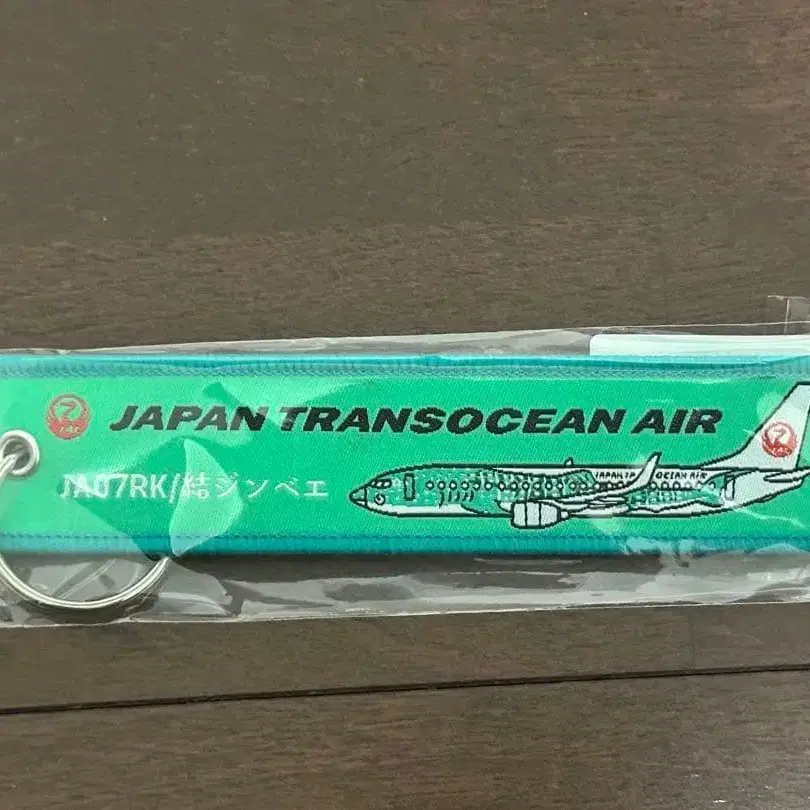 JAPAN TRANSOCEAN AIR
JA07RK/結ジンベエ